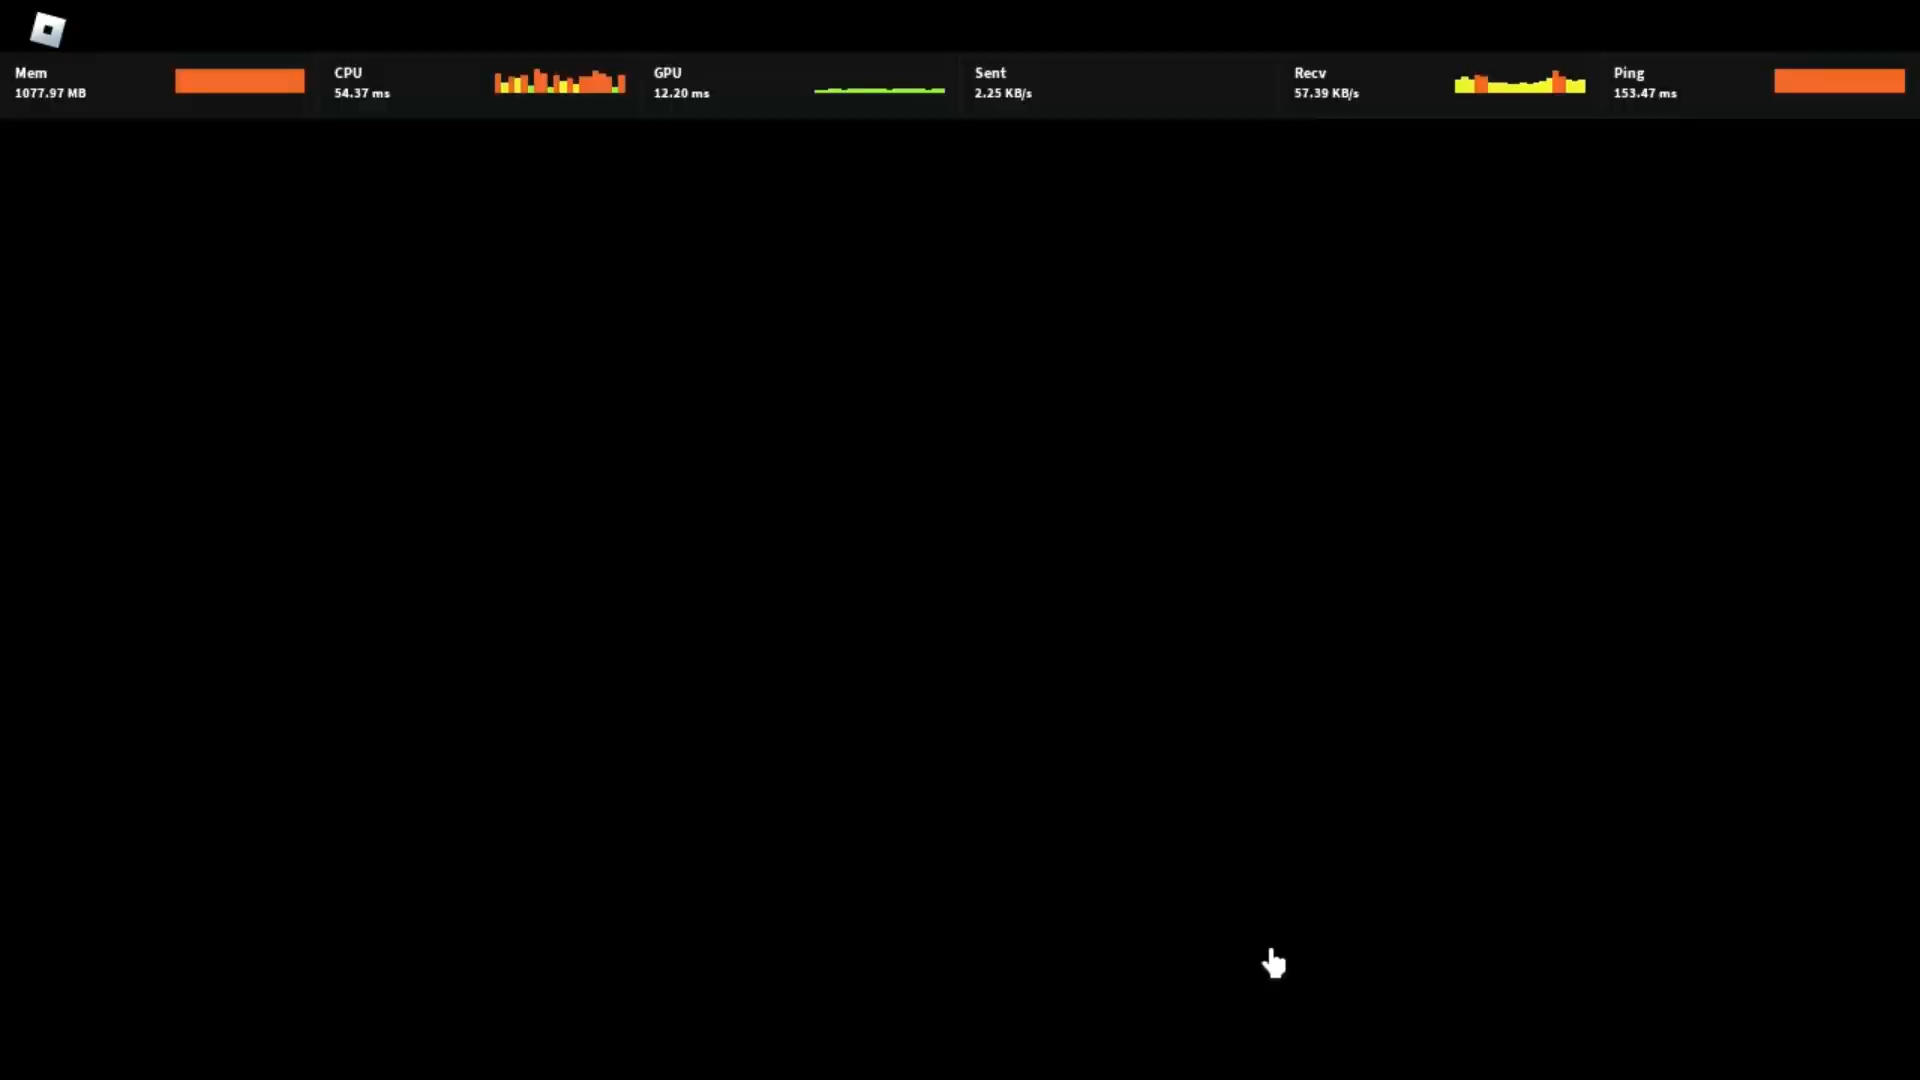 Mem
1077.97 MB
CPU
54.37 ms
GPU
12.20 ms
Sent
2.25 KB/s
Recv
57.39 KB/s
Ping
153.47 ms